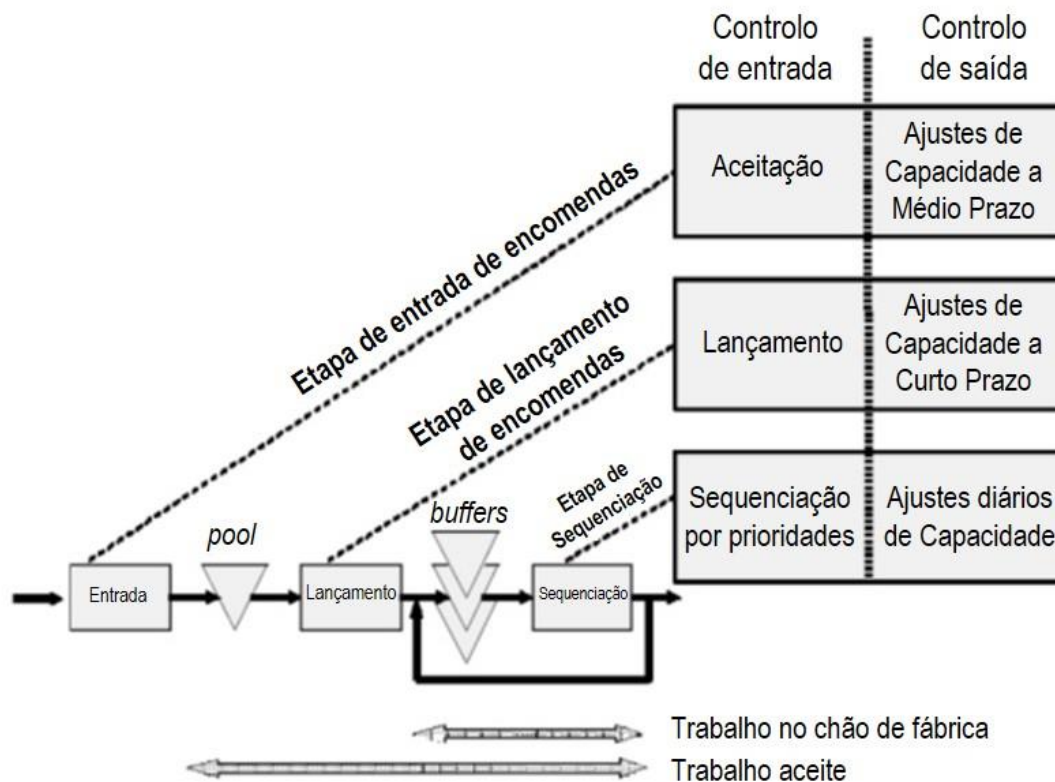 Controlo
de entrada
Controlo
de saída
Aceitação
Ajustes de
Capacidade a
Médio Prazo
Etapa de entrada de encomendas
Lançamento
Ajustes de
Capacidade a
Curto Prazo
Etapa de lançamento
de encomendas
Sequenciação
por prioridades
Ajustes diários
de Capacidade
Etapa de
Sequenciação
pool
buffers
Entrada
Lançamento
Sequenciação
Trabalho no chão de fábrica
Trabalho aceite